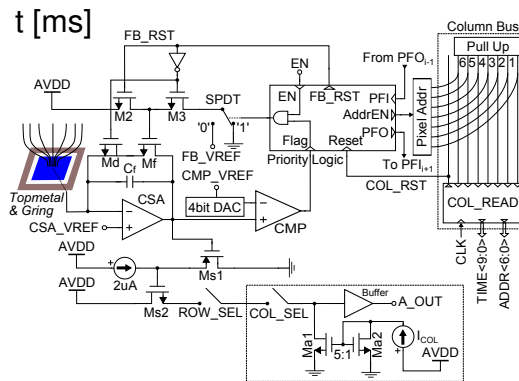 t [ms]
Column Bus
FB_RST
Pull Up
EN
From PFO i-1
6 5 4 3 2 1
AVDD
M2
M3
SPDT
EN
FB_RST
PFI
AddrEN
PFO
Pixel Addr
'0'
'1'
Flag
Reset
Md
Mf
FB_VREF
Priority Logic
To PFI i+1
Cf
CMP_VREF
COL_RST
Topmetal
& Gring
CSA
4bit DAC
COL_READ
CSA_VREF
CMP
AVDD
2uA
Ms1
CLK
TIME<9:0>
ADDR<6:0>
AVDD
Ms2
ROW_SEL
COL_SEL
Buffer
A_OUT
Ma1
5:1
Ma2
I COL
AVDD